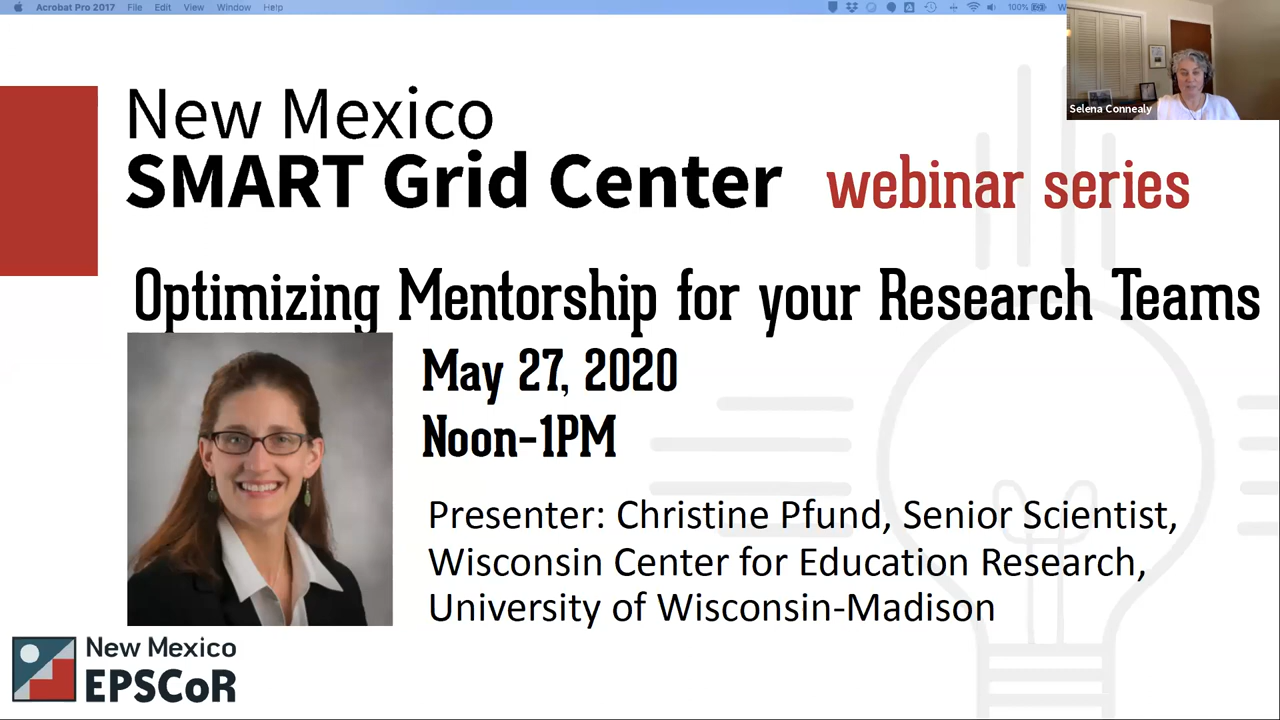 Acrobat Pro 2017 File Edit View Window Help 100%
Selena Connealy
New Mexico
SMART Grid Center webinar series
Optimizing Mentorship for your Research Teams
May 27, 2020
Noon-1PM
Presenter: Christine Pfund, Senior Scientist,
Wisconsin Center for Education Research,
University of Wisconsin-Madison
New Mexico
EPSCoR